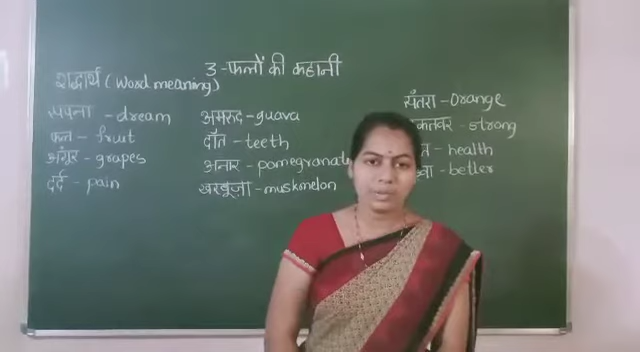 3-फलों की कहानी
शब्दार्थ (Word meaning)
सपना - dream
फल - fruit
अंगुर - grapes
दर्द - pain
अमरुद - guava
दाँत - teeth
अनार - pomegranate
खरबूजा - muskmelon
संतरा - Orange
- strong
- health
- better